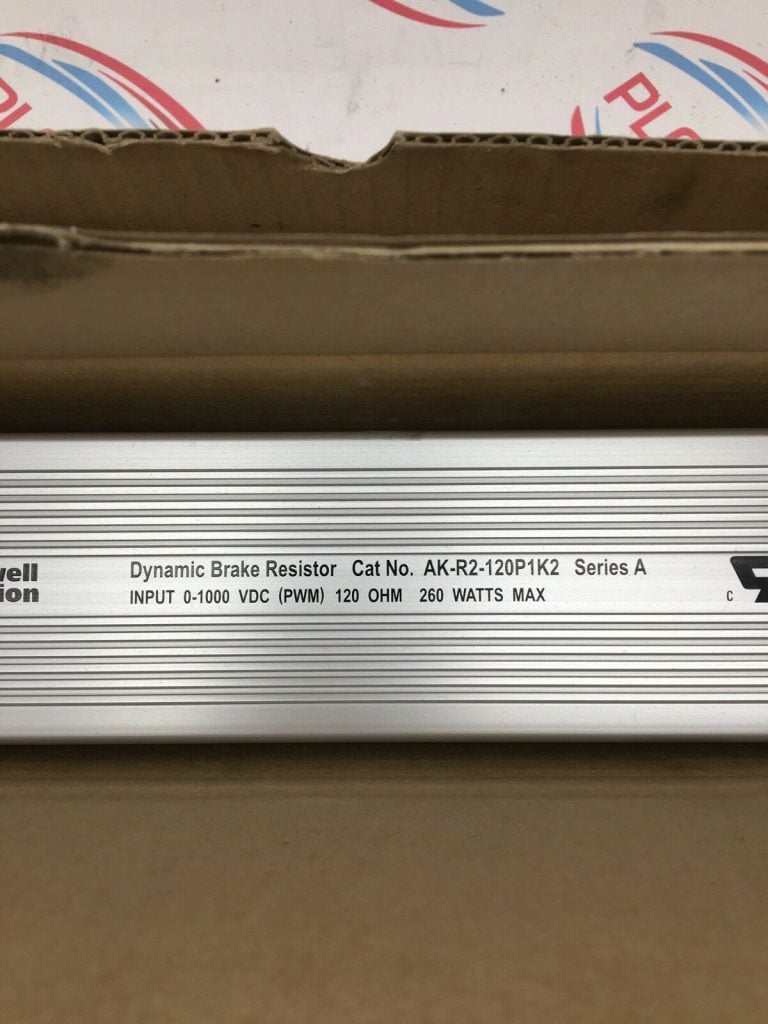 PLC
Dynamic Brake Resistor Cat No. AK-R2-120P1K2 Series A
INPUT 0-1000 VDC (PWM) 120 OHM 260 WATTS MAX
well
ion
C